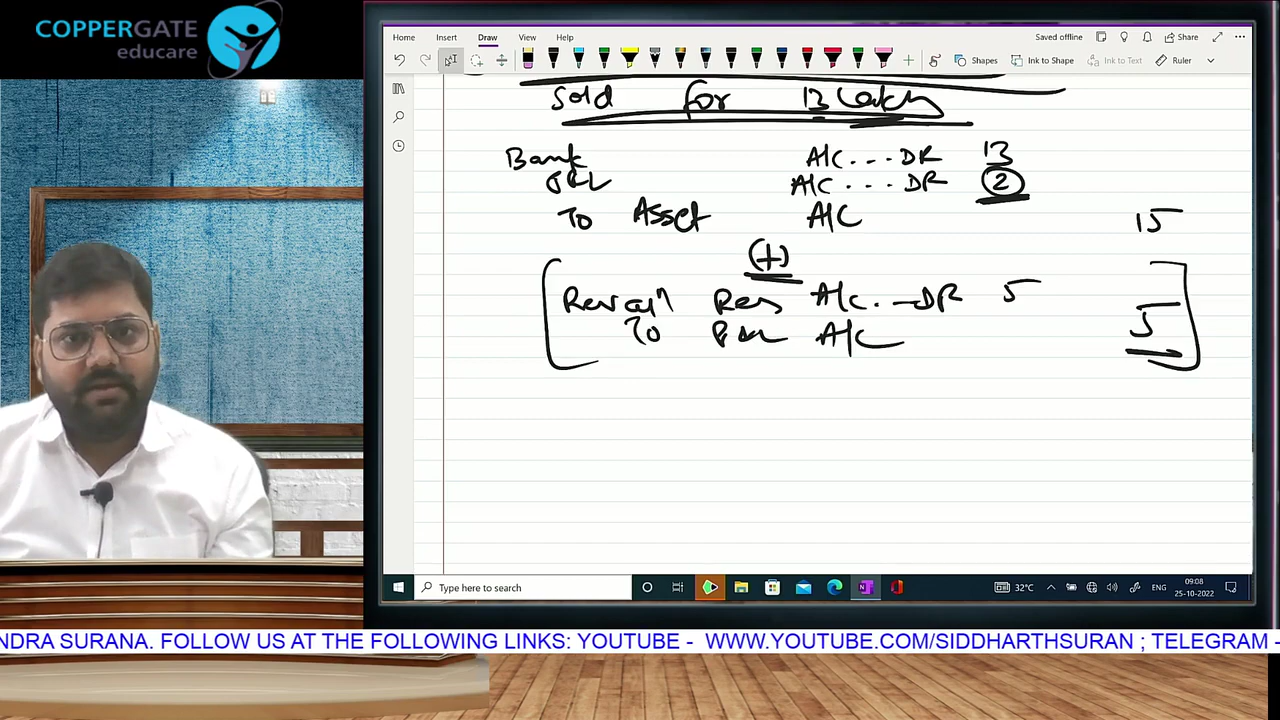 COPPERGATE
educare
Home Insert Draw View Help
Saved offline
Share
Shapes
Ink to Shape
Ink to Text
Ruler
Sold for 13 lakhs
Bank A/C...DR 13
A/C....DR 2
To Asset A/C 15
(+)
Revaln Res A/C.-DR 5
To A/C 5
Type here to search
32°C
ENG
09:08
25-10-2022
NDRA SURANA. FOLLOW US AT THE FOLLOWING LINKS: YOUTUBE - WWW.YOUTUBE.COM/SIDDHARTHSURAN ; TELEGRAM -